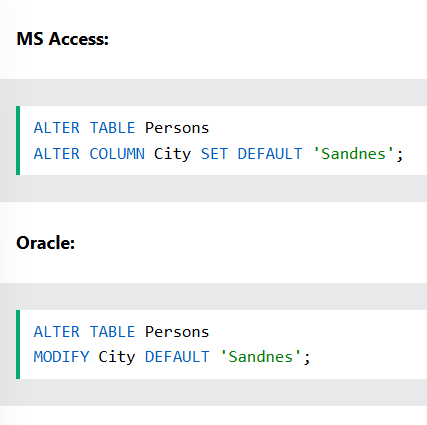 MS Access:
ALTER TABLE Persons
ALTER COLUMN City SET DEFAULT 'Sandnes';
Oracle:
ALTER TABLE Persons
MODIFY City DEFAULT 'Sandnes';